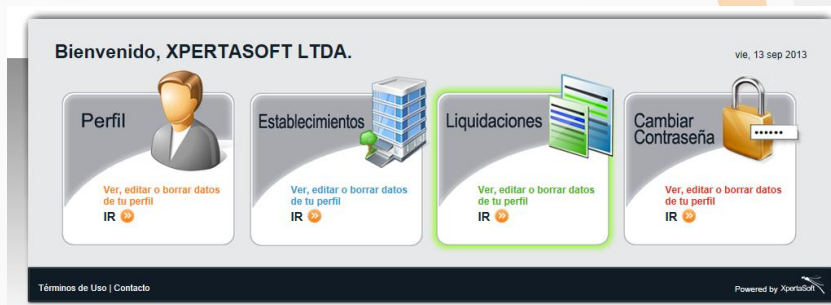 Bienvenido, XPERTASOFT LTDA.
vie, 13 sep 2013
Perfil
Ver, editar o borrar datos
de tu perfil
IR
Establecimientos
Ver, editar o borrar datos
de tu perfil
IR
Liquidaciones
Ver, editar o borrar datos
de tu perfil
IR
Cambiar
Contraseña
Ver, editar o borrar datos
de tu perfil
IR
Términos de Uso | Contacto
Powered by XpertaSoft